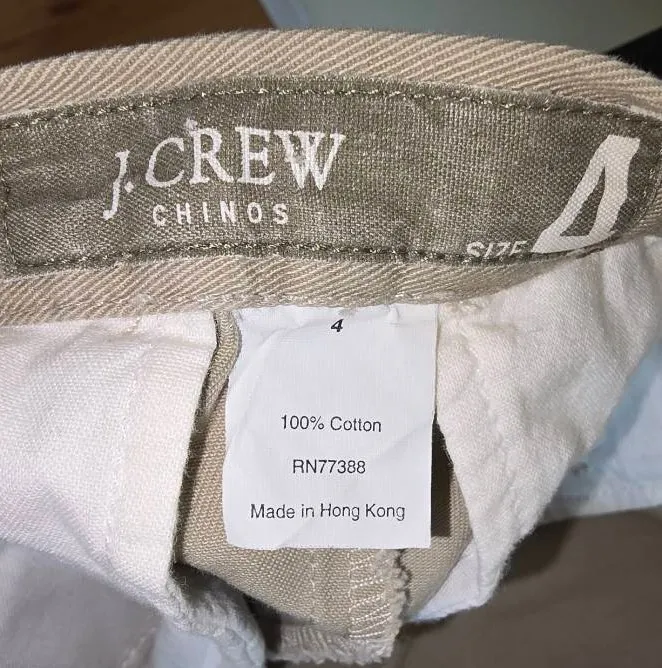 J.CREW
CHINOS
SIZE 4
4
100% Cotton
RN77388
Made in Hong Kong